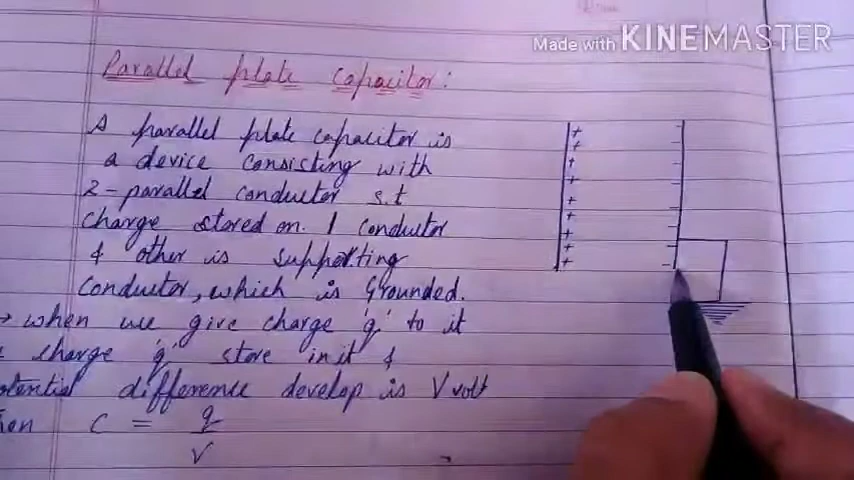 Made with KINEMASTER
Parallel plate capacitor:
A parallel plate capacitor is
a device consisting with
2-parallel conductor s.t
charge stored on 1 conductor
& other is supporting
conductor, which is Grounded.
→ when we give charge 'q' to it
charge 'q' store in it &
otential difference develop is V volt
C = q
V